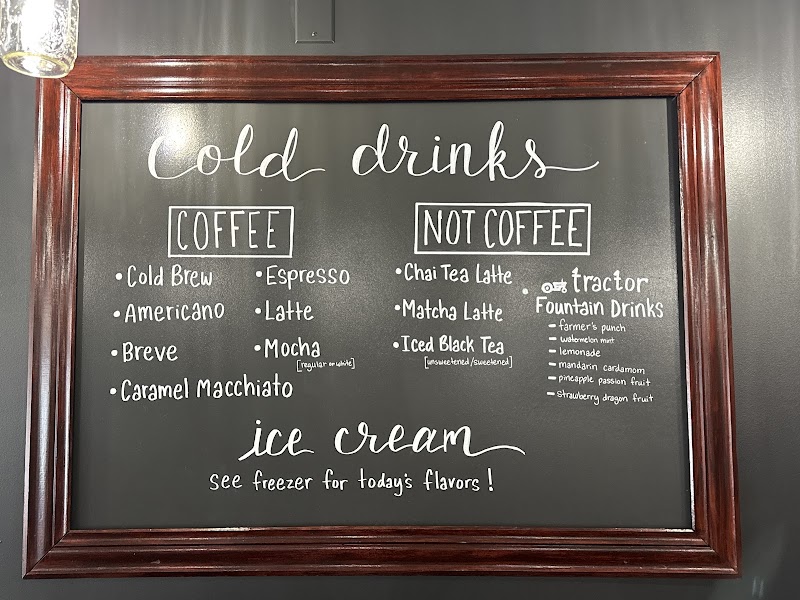 cold drinks
COFFEE
• Cold Brew
• Americano
• Breve
• Caramel Macchiato
• Espresso
• Latte
• Mocha
[regular or white]
NOT COFFEE
• Chai Tea Latte
• Matcha Latte
• Iced Black Tea
[unsweetened/sweetened]
• tractor
Fountain Drinks
- farmer's punch
- watermelon mint
- lemonade
- mandarin cardamom
- pineapple passion fruit
- strawberry dragon fruit
ice cream
see freezer for today's flavors!